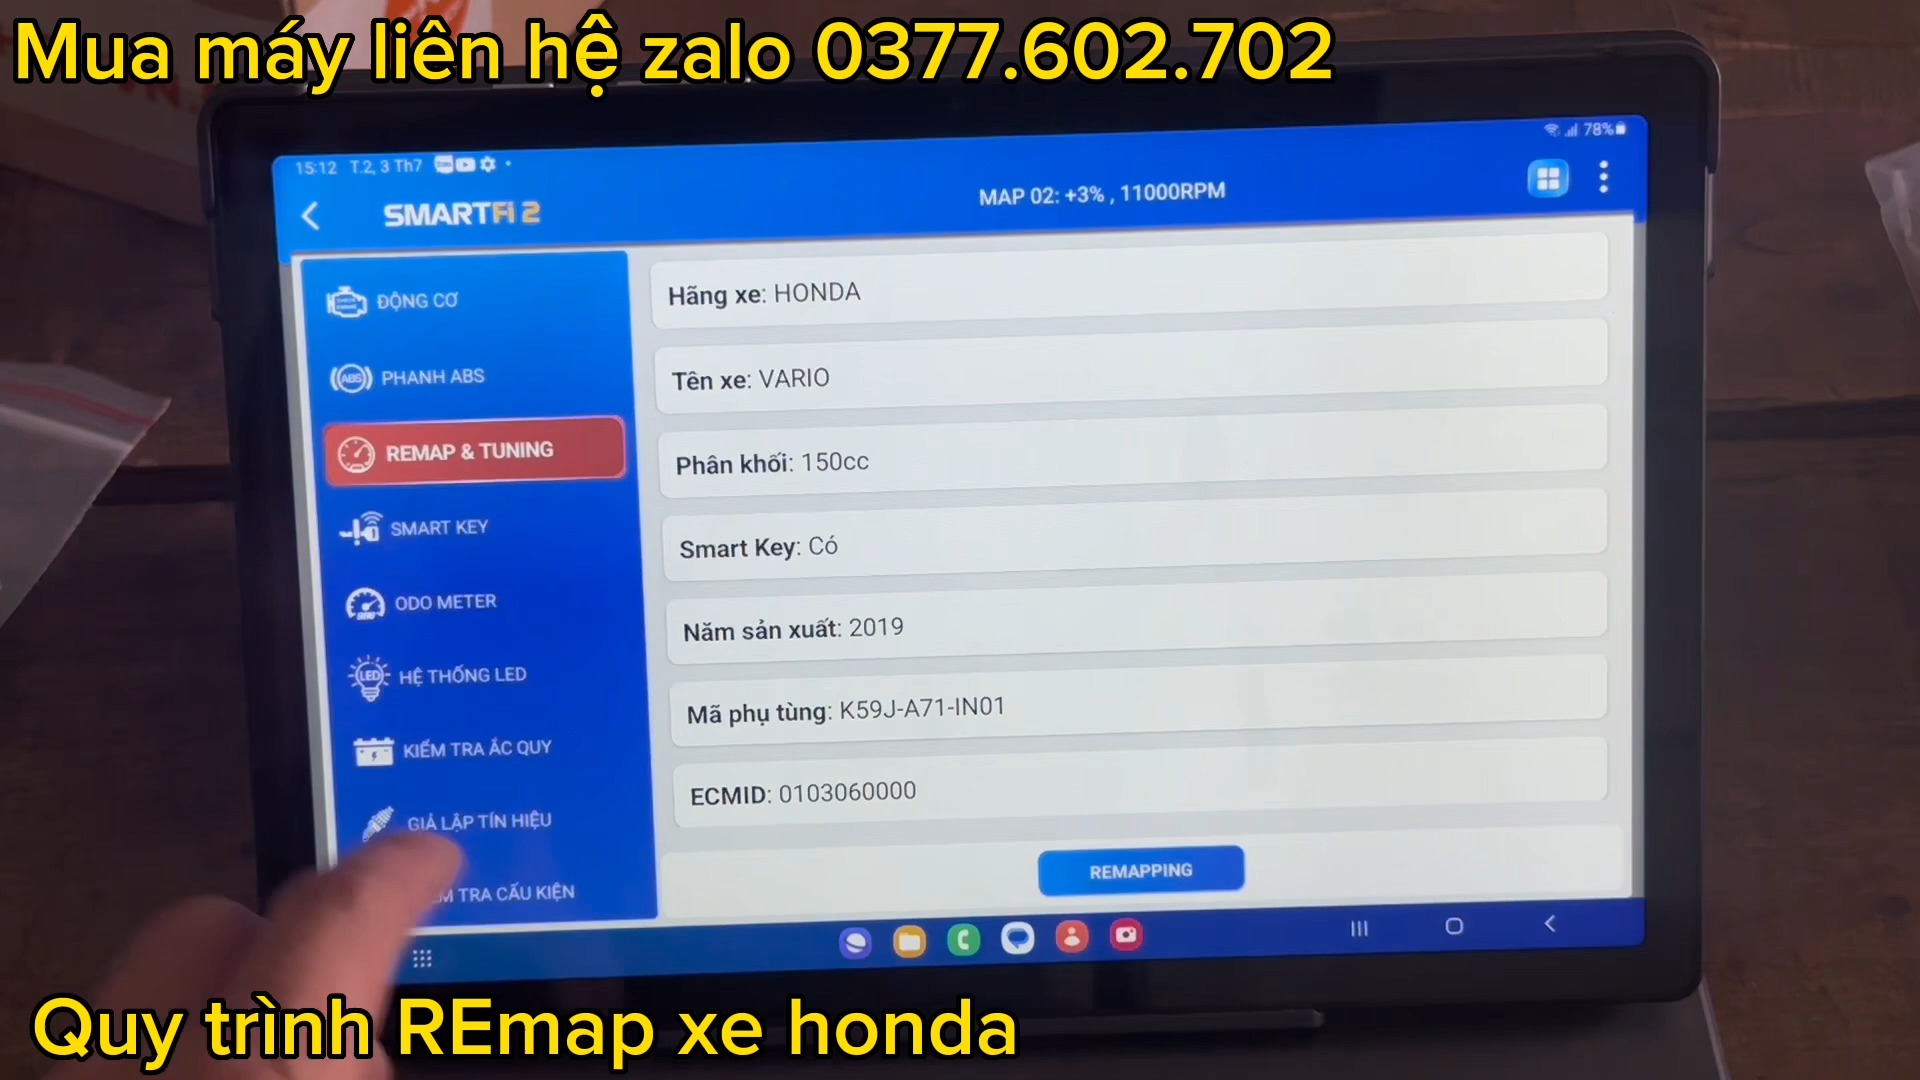 Mua máy liên hệ zalo 0377.602.702
15:12 T.2, 3 Th7
78%
SMARTFi 2
MAP 02: +3% , 11000RPM
ĐỘNG CƠ
ABS PHANH ABS
REMAP & TUNING
SMART KEY
ODO METER
LED HỆ THỐNG LED
KIỂM TRA ẮC QUY
GIẢ LẬP TÍN HIỆU
TRA CẤU KIỆN
Hãng xe: HONDA
Tên xe: VARIO
Phân khối: 150cc
Smart Key: Có
Năm sản xuất: 2019
Mã phụ tùng: K59J-A71-IN01
ECMID: 0103060000
REMAPPING
Quy trình REmap xe honda